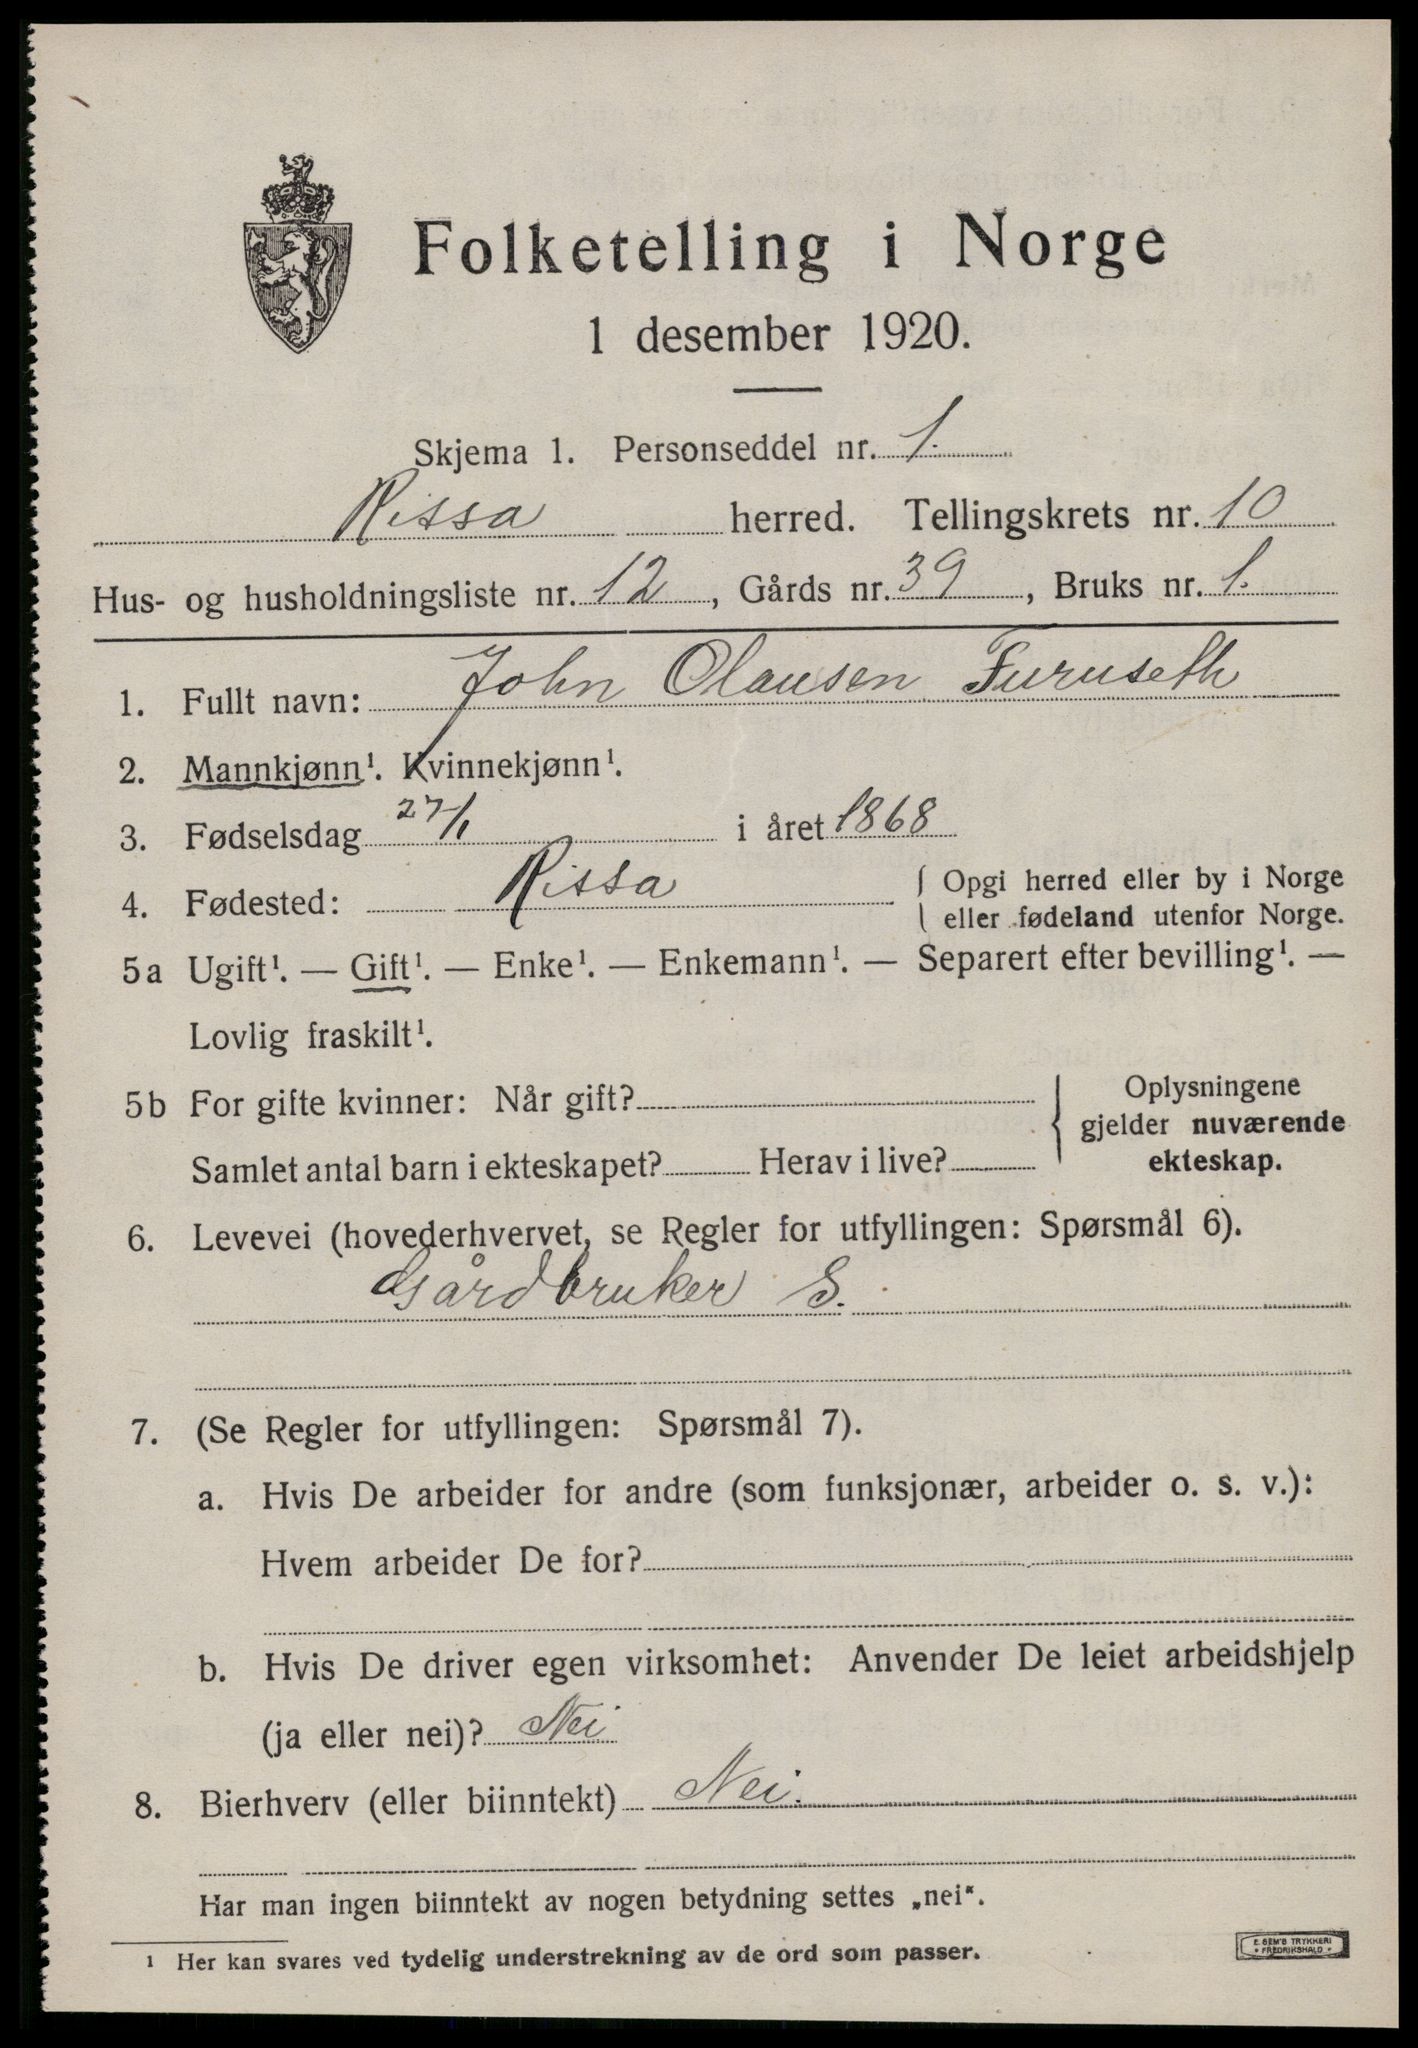 Folketelling i Norge
1 desember 1920.
Skjema 1. Personseddel nr. 1.
Rissa herred. Tellingskrets nr. 10
Hus- og husholdningsliste nr. 12, Gårds nr. 39, Bruks nr. 1.
1. Fullt navn: John Olausen Furuseth
2. Mannkjønn¹. Kvinnekjønn¹.
3. Fødselsdag 27/1 i året 1868
4. Fødested: Rissa { Opgi herred eller by i Norge
eller fødeland utenfor Norge.
5a Ugift¹. — Gift¹. — Enke¹. — Enkemann¹. — Separert efter bevilling¹. —
Lovlig fraskilt¹.
5b For gifte kvinner: Når gift? { Oplysningene
gjelder nuværende
Samlet antal barn i ekteskapet? Herav i live? ekteskap.
6. Levevei (hovederhvervet, se Regler for utfyllingen: Spørsmål 6).
Gårdbruker S.
7. (Se Regler for utfyllingen: Spørsmål 7).
a. Hvis De arbeider for andre (som funksjonær, arbeider o. s. v.):
Hvem arbeider De for?
b. Hvis De driver egen virksomhet: Anvender De leiet arbeidshjelp
(ja eller nei)? Nei
8. Bierhverv (eller biinntekt) Nei.
Har man ingen biinntekt av nogen betydning settes „nei“.
¹ Her kan svares ved tydelig understrekning av de ord som passer.
E. SEM'S TRYKKERI
• FREDRIKSHALD •